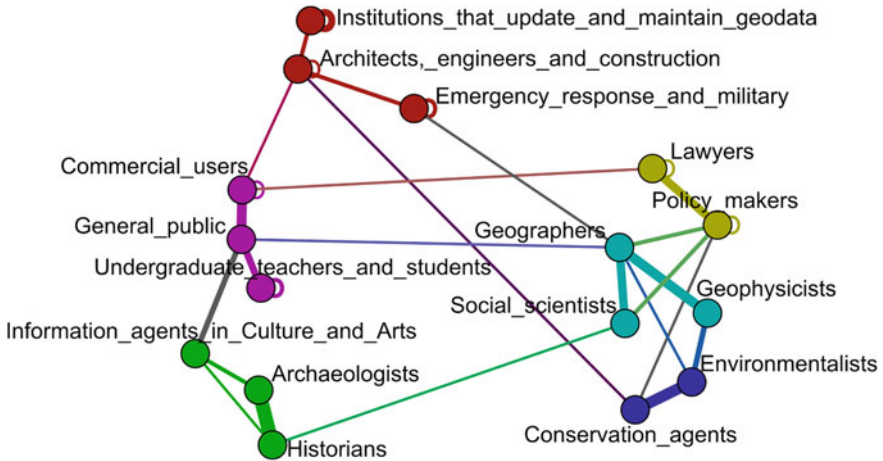 Institutions_that_update_and_maintain_geodata
Architects,_engineers_and_construction
Emergency_response_and_military
Lawyers
Commercial_users
Policy_makers
General_public
Geographers
Undergraduate_teachers_and_students
Geophysicists
Social_scientists
Information_agents_in_Culture_and_Arts
Environmentalists
Archaeologists
Conservation_agents
Historians